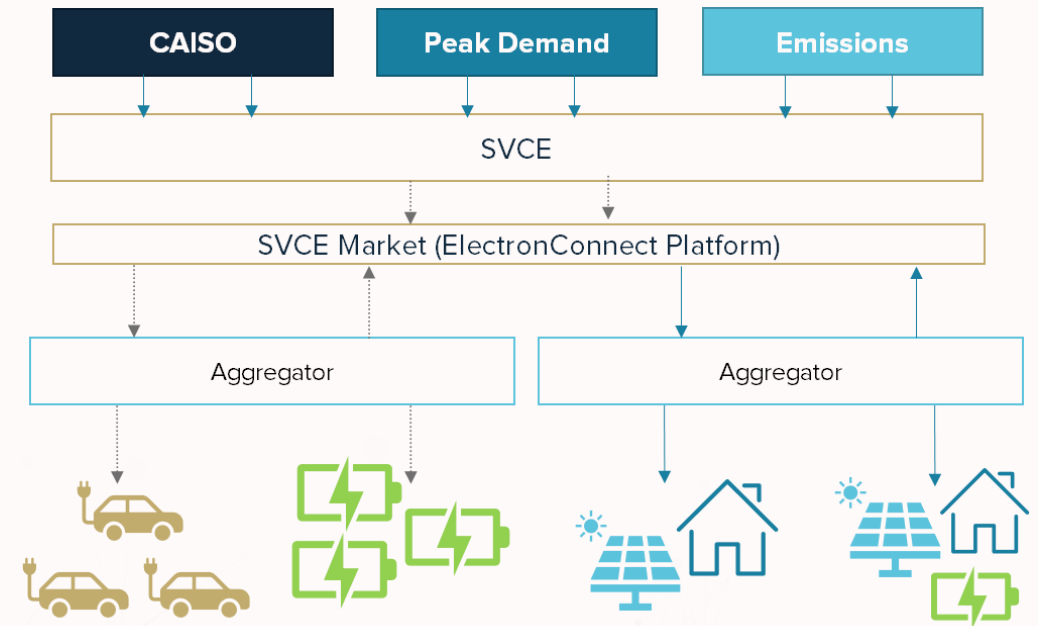 CAISO
Peak Demand
Emissions
SVCE
SVCE Market (ElectronConnect Platform)
Aggregator
Aggregator